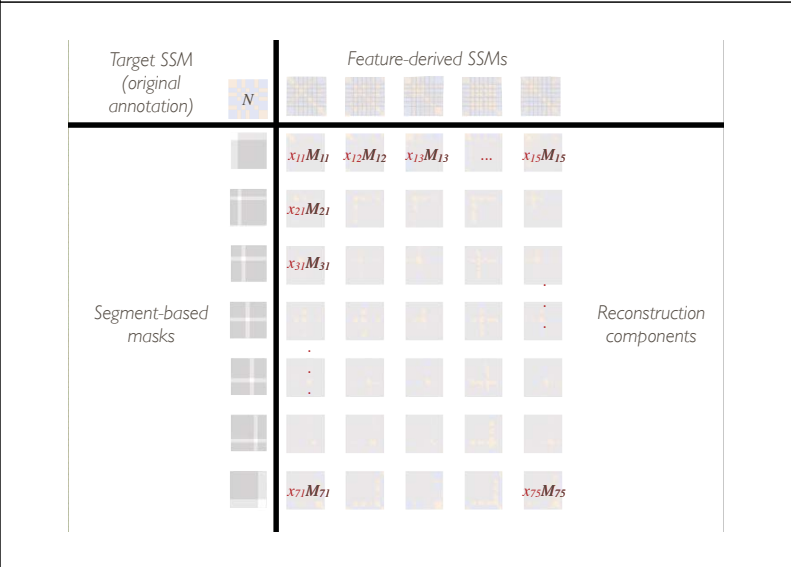 Target SSM
(original
annotation)
N
Feature-derived SSMs
x11M11 x12M12 x13M13 ... x15M15
x21M21
x31M31
Segment-based
masks
.
.
.
Reconstruction
components
.
.
.
x71M71 x75M75